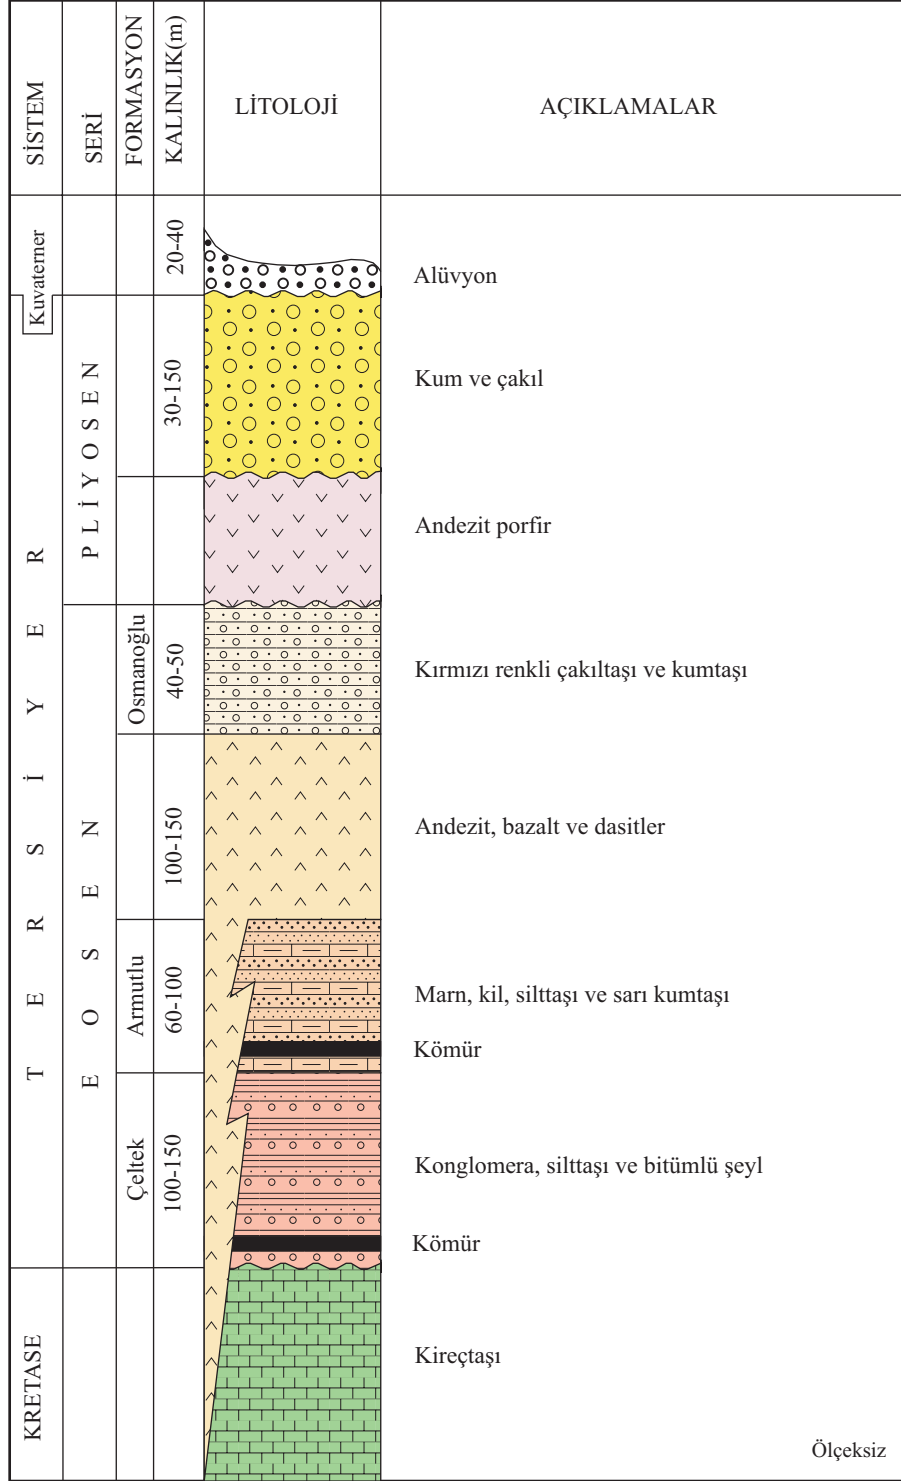 SİSTEM
SERİ
FORMASYON
KALINLIK(m)
LİTOLOJİ
AÇIKLAMALAR
Kuvaterner
20-40
Alüvyon
TERSİYER
PLİYOSEN
30-150
Kum ve çakıl
Andezit porfir
EOSEN
Osmanoğlu
40-50
Kırmızı renkli çakıltaşı ve kumtaşı
100-150
Andezit, bazalt ve dasitler
Armutlu
60-100
Marn, kil, silttaşı ve sarı kumtaşı
Kömür
Çeltek
100-150
Konglomera, silttaşı ve bitümlü şeyl
Kömür
KRETASE
Kireçtaşı
Ölçeksiz